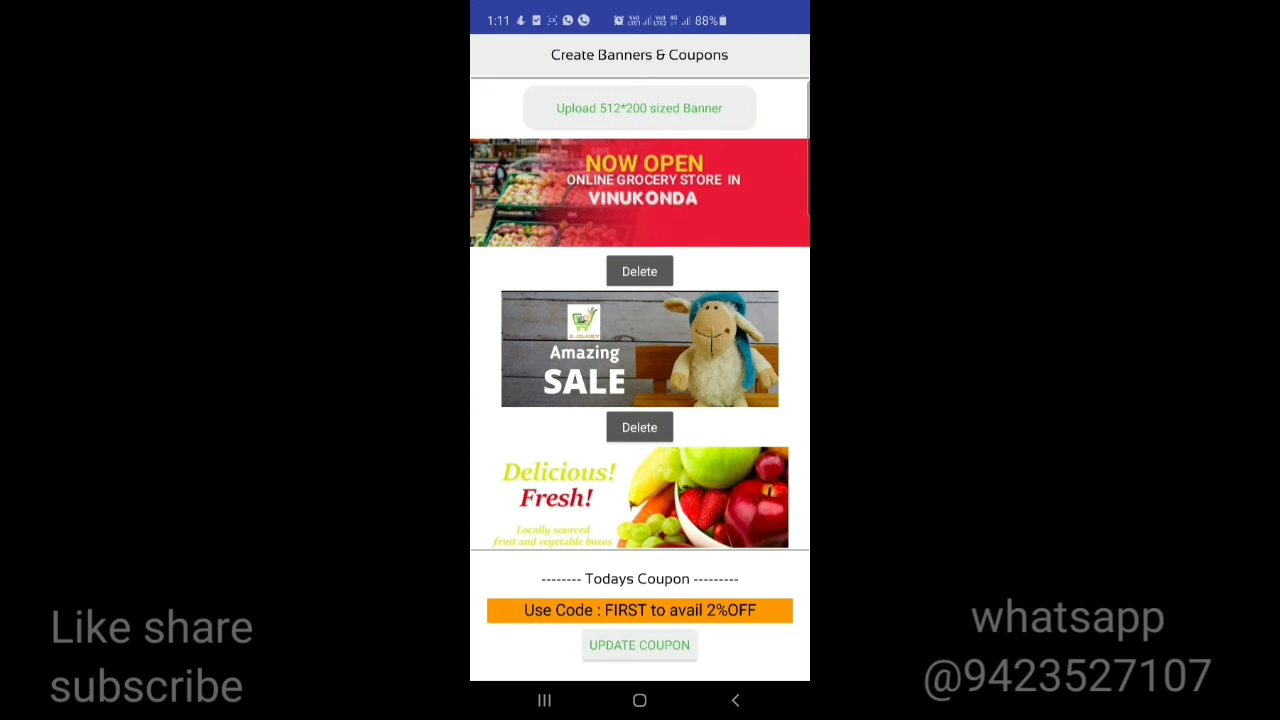 1:11
88%
Create Banners & Coupons
Upload 512*200 sized Banner
NOW OPEN
ONLINE GROCERY STORE IN
VINUKONDA
Delete
E-GLORY
Amazing
SALE
Delete
Delicious!
Fresh!
Locally sourced
fruit and vegetable boxes
-------- Todays Coupon ---------
Use Code : FIRST to avail 2%OFF
UPDATE COUPON
Like share
subscribe
whatsapp
@9423527107